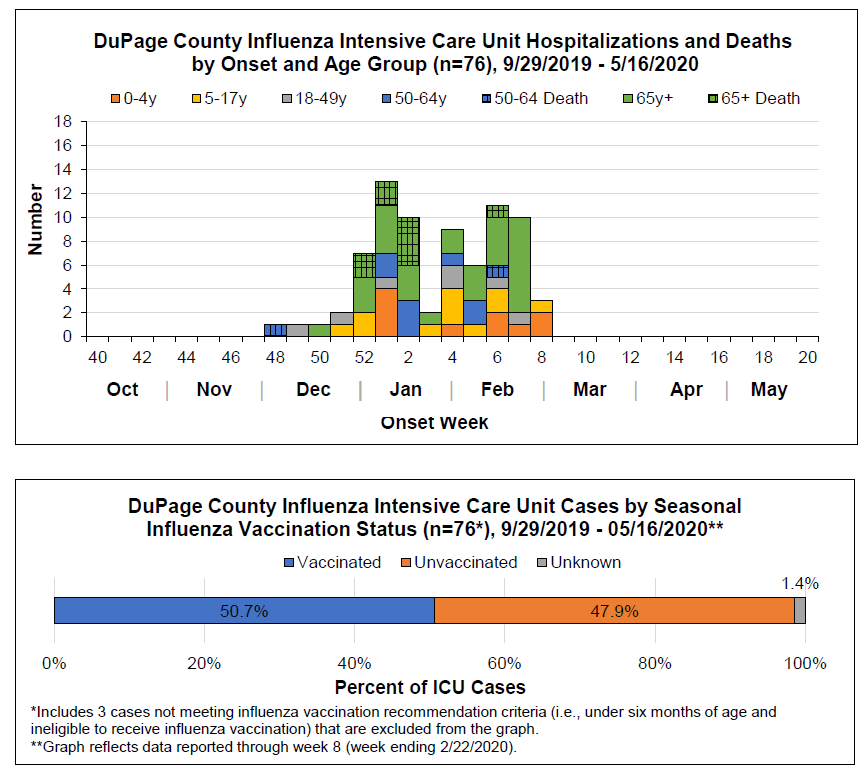 DuPage County Influenza Intensive Care Unit Hospitalizations and Deaths
by Onset and Age Group (n=76), 9/29/2019 - 5/16/2020
0-4y 5-17y 18-49y 50-64y 50-64 Death 65y+ 65+ Death
18
16
14
12
10
8
6
4
2
0
Number
40 42 44 46 48 50 52 2 4 6 8 10 12 14 16 18 20
Oct | Nov | Dec | Jan | Feb | Mar | Apr | May
Onset Week
DuPage County Influenza Intensive Care Unit Cases by Seasonal
Influenza Vaccination Status (n=76*), 9/29/2019 - 05/16/2020**
Vaccinated Unvaccinated Unknown
1.4%
50.7% 47.9%
0% 20% 40% 60% 80% 100%
Percent of ICU Cases
*Includes 3 cases not meeting influenza vaccination recommendation criteria (i.e., under six months of age and
ineligible to receive influenza vaccination) that are excluded from the graph.
**Graph reflects data reported through week 8 (week ending 2/22/2020).